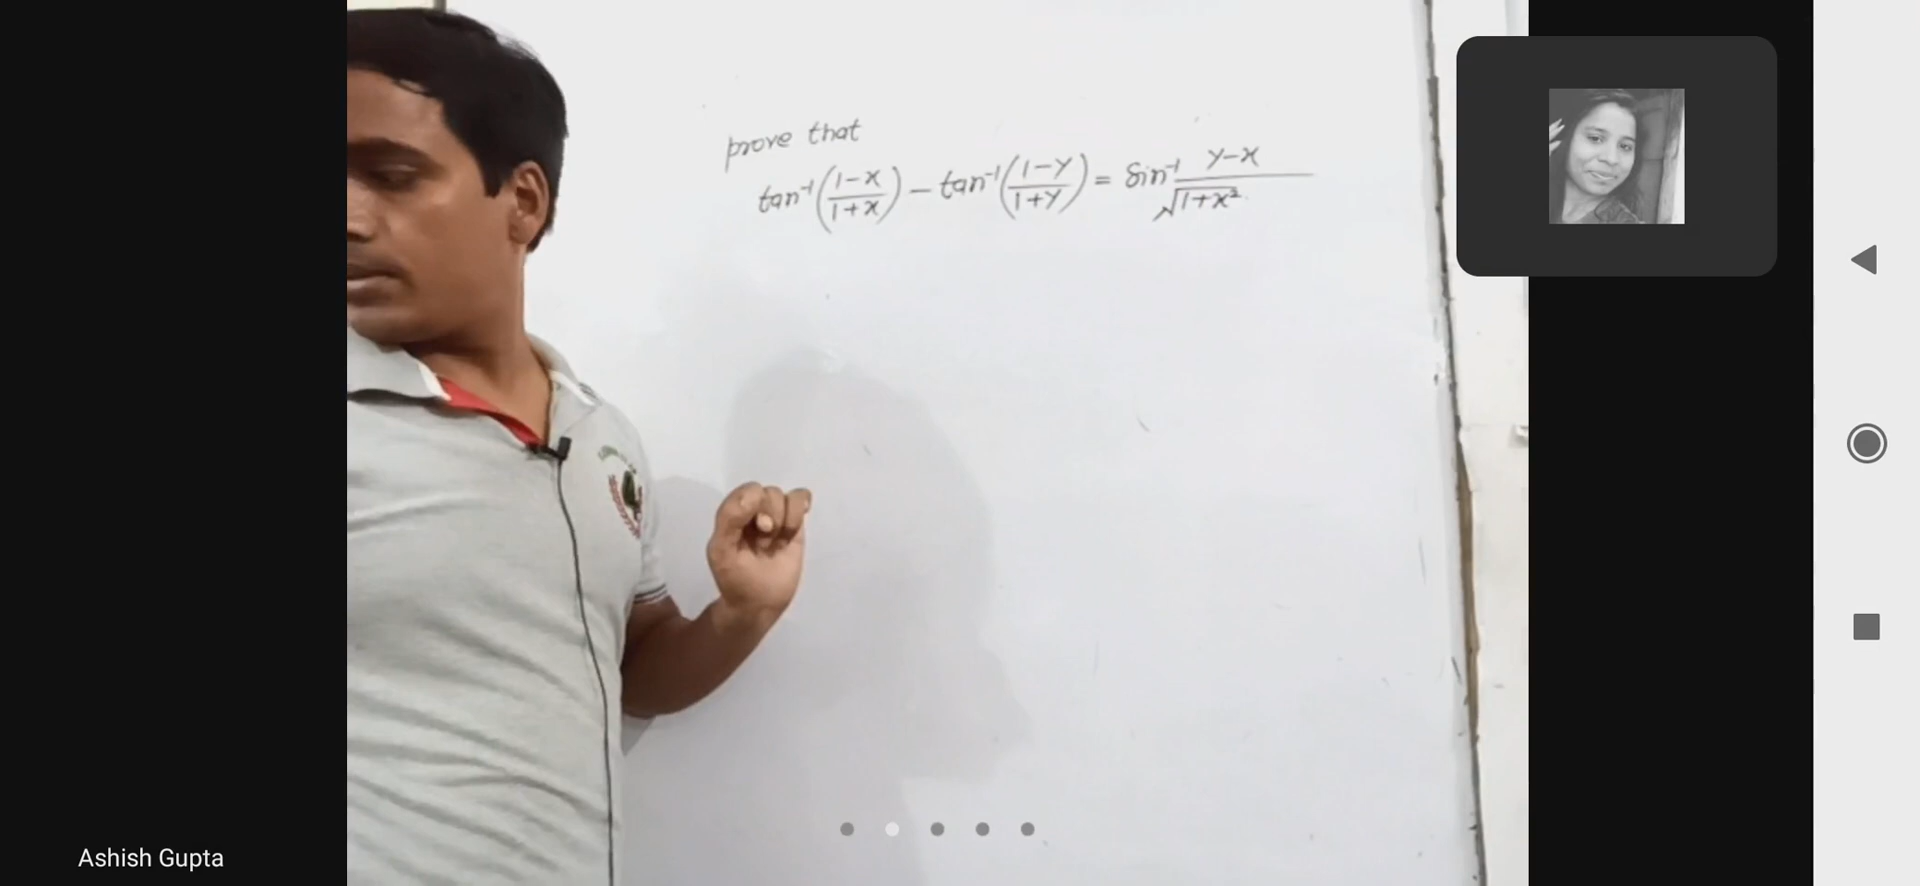 prove that
tan⁻¹(1-x/1+x) - tan⁻¹(1-y/1+y) = Sin⁻¹ y-x/√1+x²
Ashish Gupta